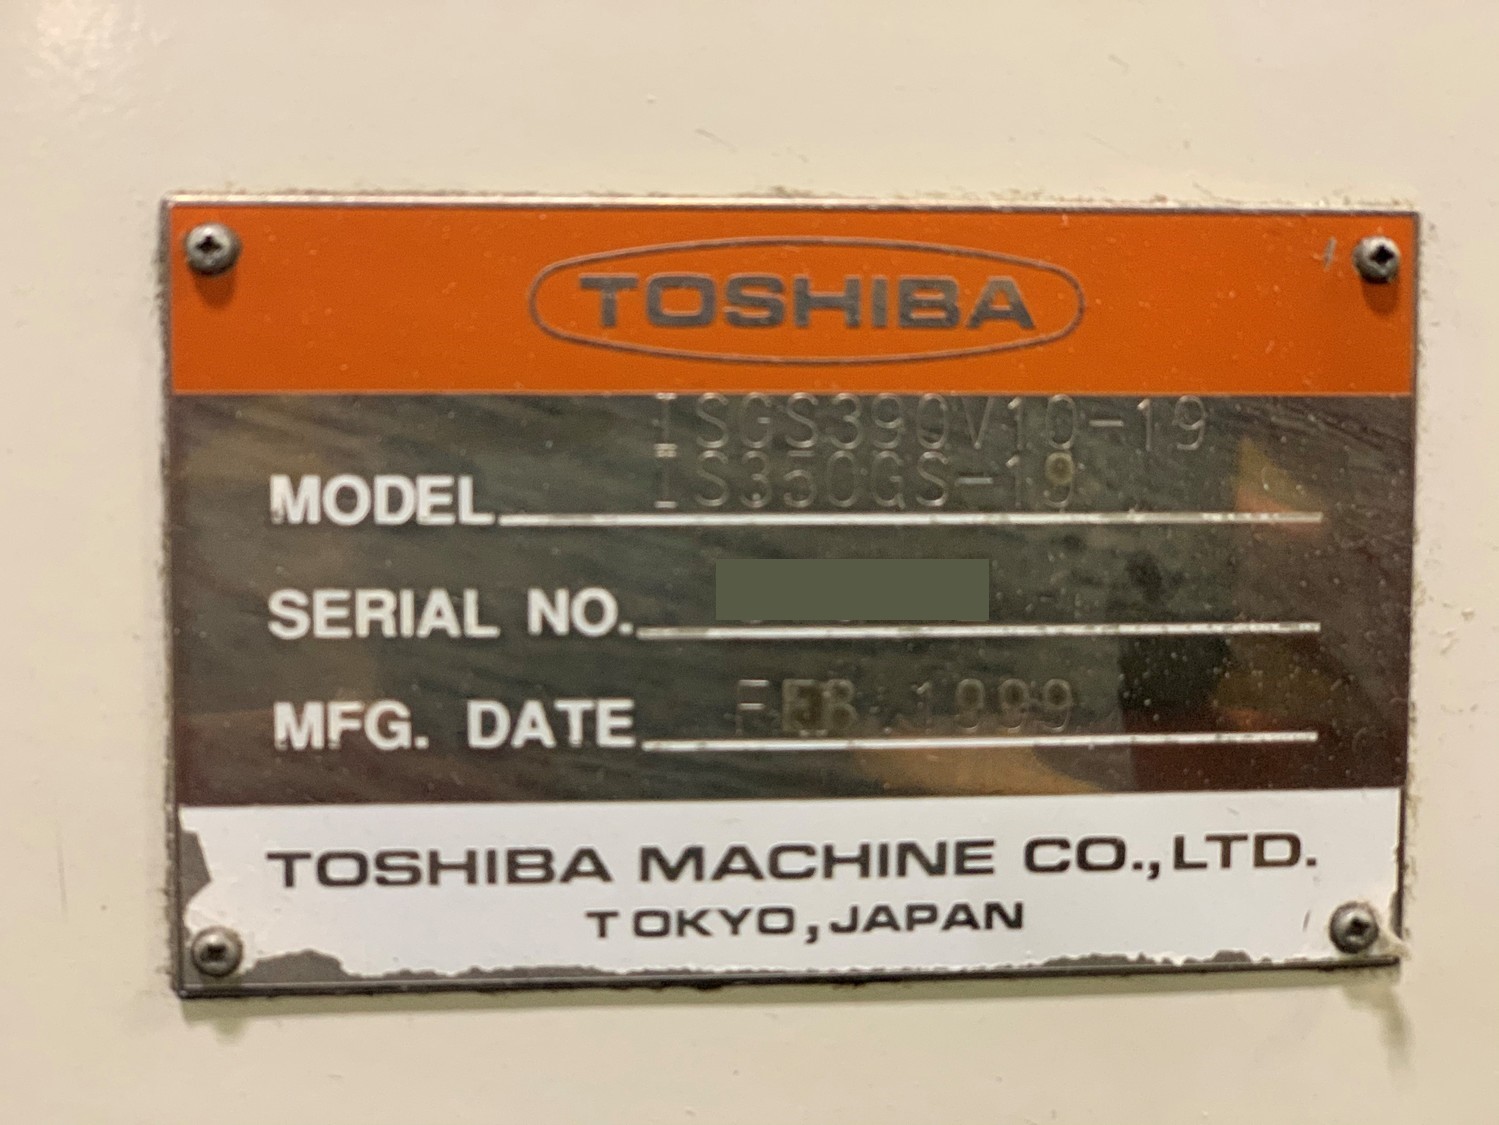 TOSHIBA
ISGS390V10-19
IS350GS-19
MODEL
SERIAL NO.
MFG. DATE FEB.1999
TOSHIBA MACHINE CO.,LTD.
TOKYO,JAPAN